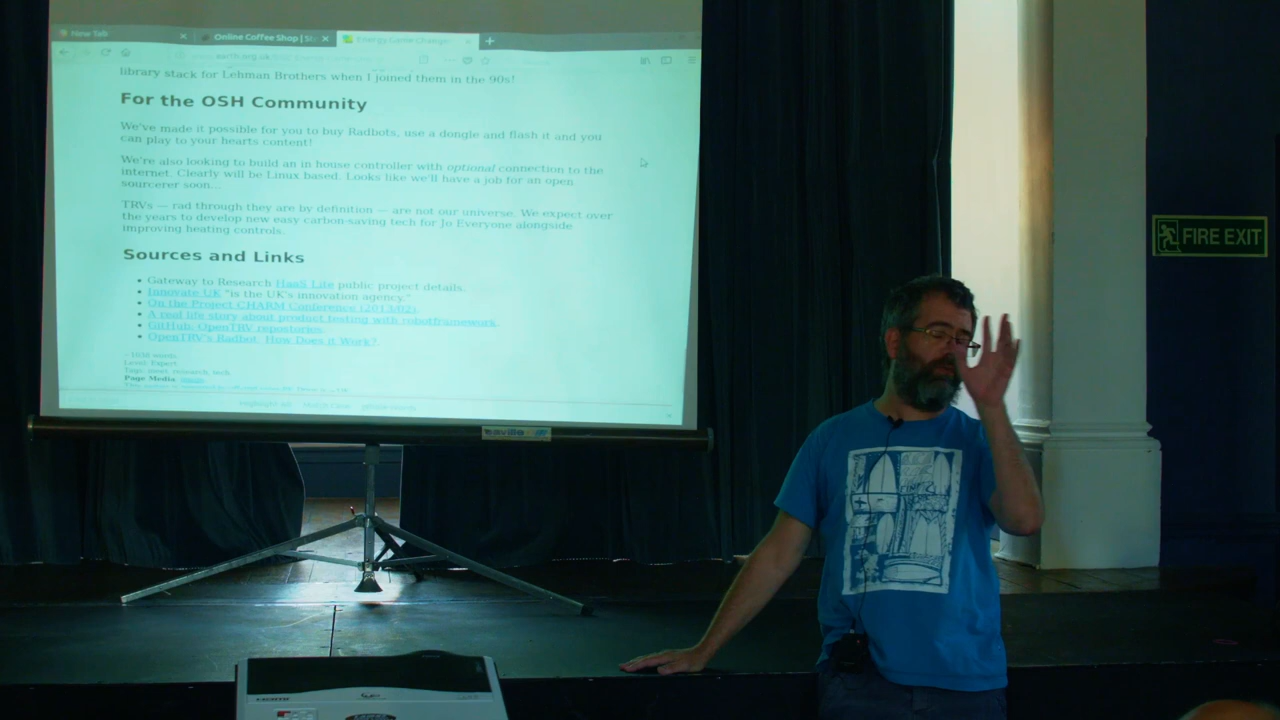 New Tab
Online Coffee Shop | St
library stack for Lehman Brothers when I joined them in the 90s!
For the OSH Community
We've made it possible for you to buy Radbots, use a dongle and flash it and you
can play to your hearts content!
We're also looking to build an in house controller with optional connection to the
internet. Clearly will be Linux based. Looks like we'll have a job for an open
sourcerer soon...
TRVs — rad through they are by definition — are not our universe. We expect over
the years to develop new easy carbon-saving tech for Jo Everyone alongside
improving heating controls.
Sources and Links
Gateway to Research HaaS Lite public project details.
Innovate UK "is the UK's innovation agency."
On the Project CHARM Conference (2013/02).
A real life story about product testing with robotframework.
GitHub: OpenTRV repostories.
OpenTRV's Radbot, How Does it Work?
Page Media:
FIRE EXIT